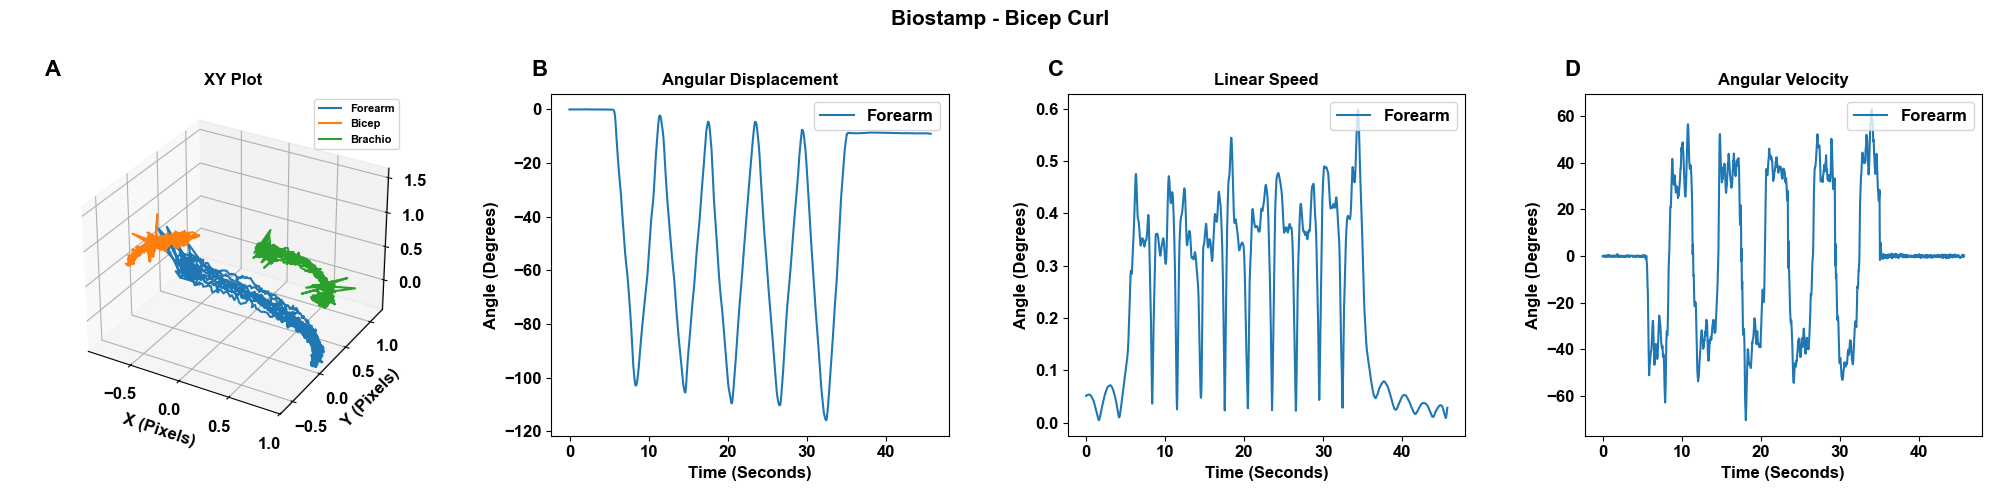 Biostamp - Bicep Curl
A
XY Plot
Forearm
Bicep
Brachio
1.5
1.0
0.5
0.0
−0.5
0.0
0.5
1.0
X (Pixels)
−0.5
0.0
0.5
1.0
Y (Pixels)
B
Angular Displacement
Forearm
0
−20
−40
−60
−80
−100
−120
Angle (Degrees)
0
10
20
30
40
Time (Seconds)
C
Linear Speed
Forearm
0.6
0.5
0.4
0.3
0.2
0.1
0.0
Angle (Degrees)
0
10
20
30
40
Time (Seconds)
D
Angular Velocity
Forearm
60
40
20
0
−20
−40
−60
Angle (Degrees)
0
10
20
30
40
Time (Seconds)